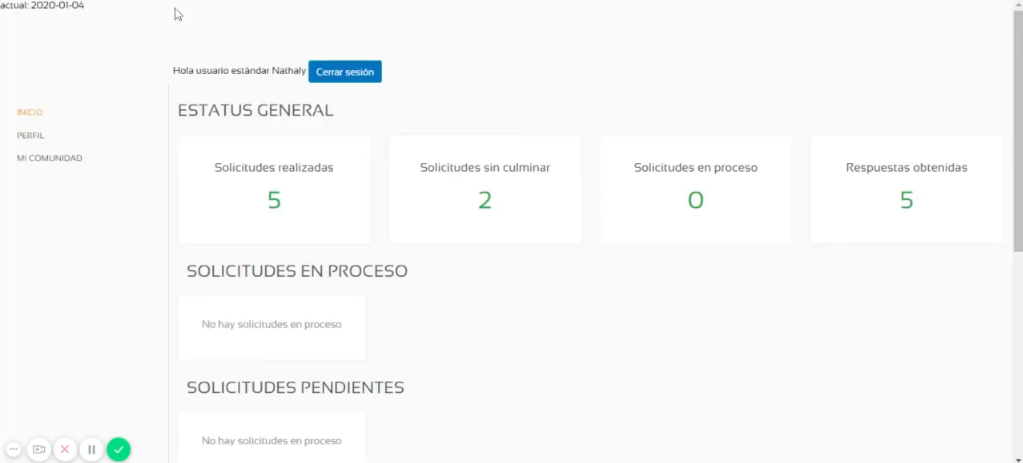 actual: 2020-01-04
Hola usuario estándar Nathaly Cerrar sesión
INICIO
PERFIL
MI COMUNIDAD
ESTATUS GENERAL
Solicitudes realizadas
5
Solicitudes sin culminar
2
Solicitudes en proceso
0
Respuestas obtenidas
5
SOLICITUDES EN PROCESO
No hay solicitudes en proceso
SOLICITUDES PENDIENTES
No hay solicitudes en proceso